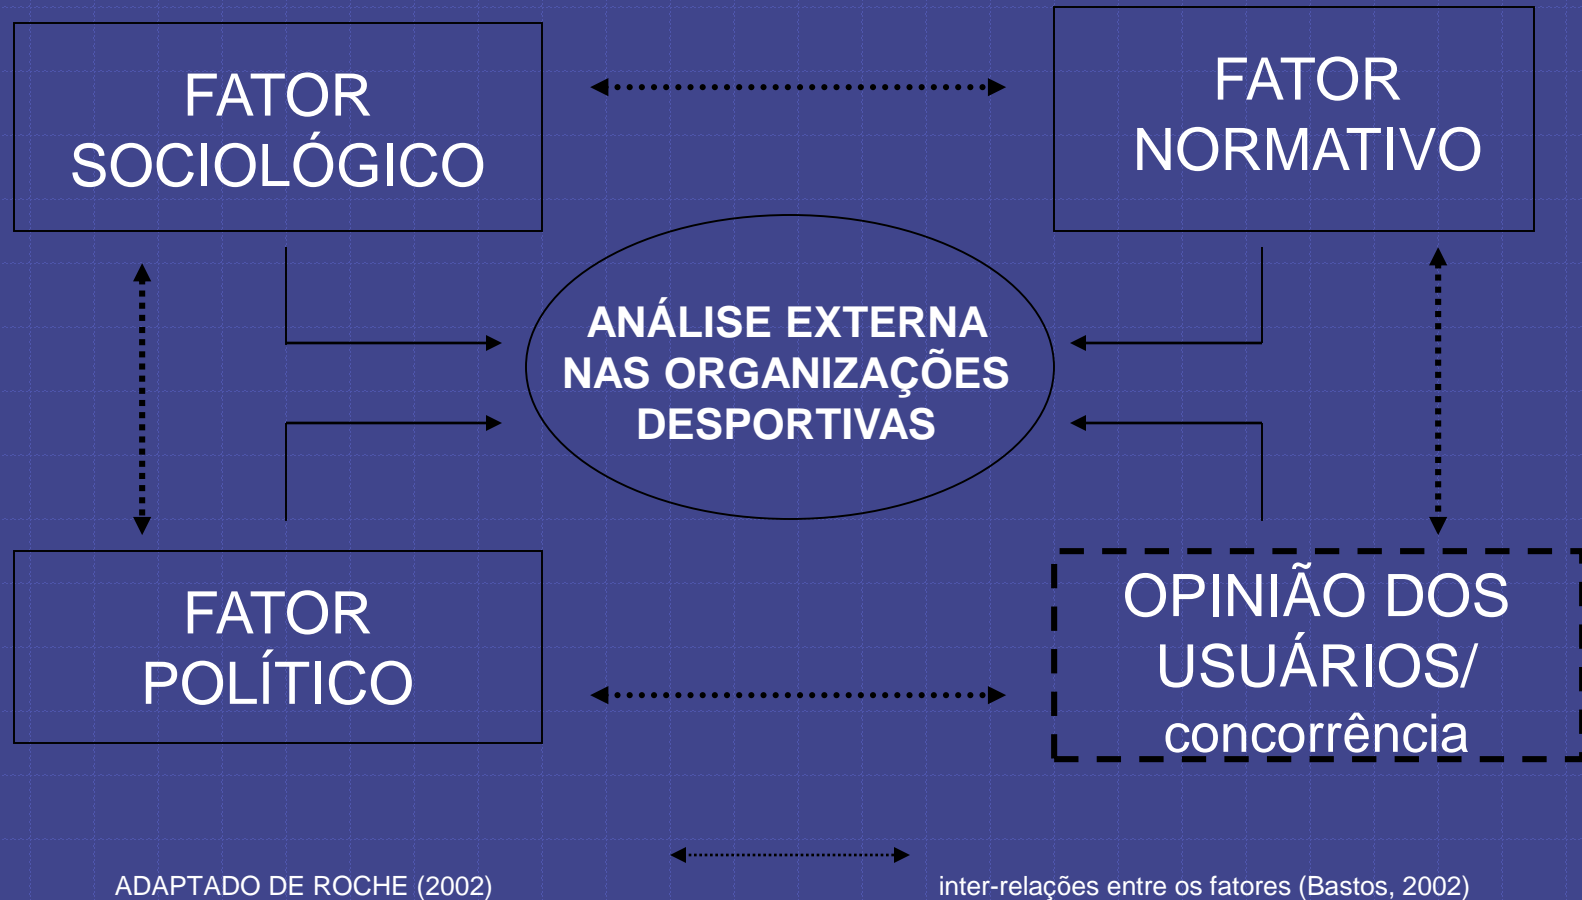 FATOR
SOCIOLÓGICO
FATOR
NORMATIVO
ANÁLISE EXTERNA
NAS ORGANIZAÇÕES
DESPORTIVAS
FATOR
POLÍTICO
OPINIÃO DOS
USUÁRIOS/
concorrência
ADAPTADO DE ROCHE (2002)
inter-relações entre os fatores (Bastos, 2002)